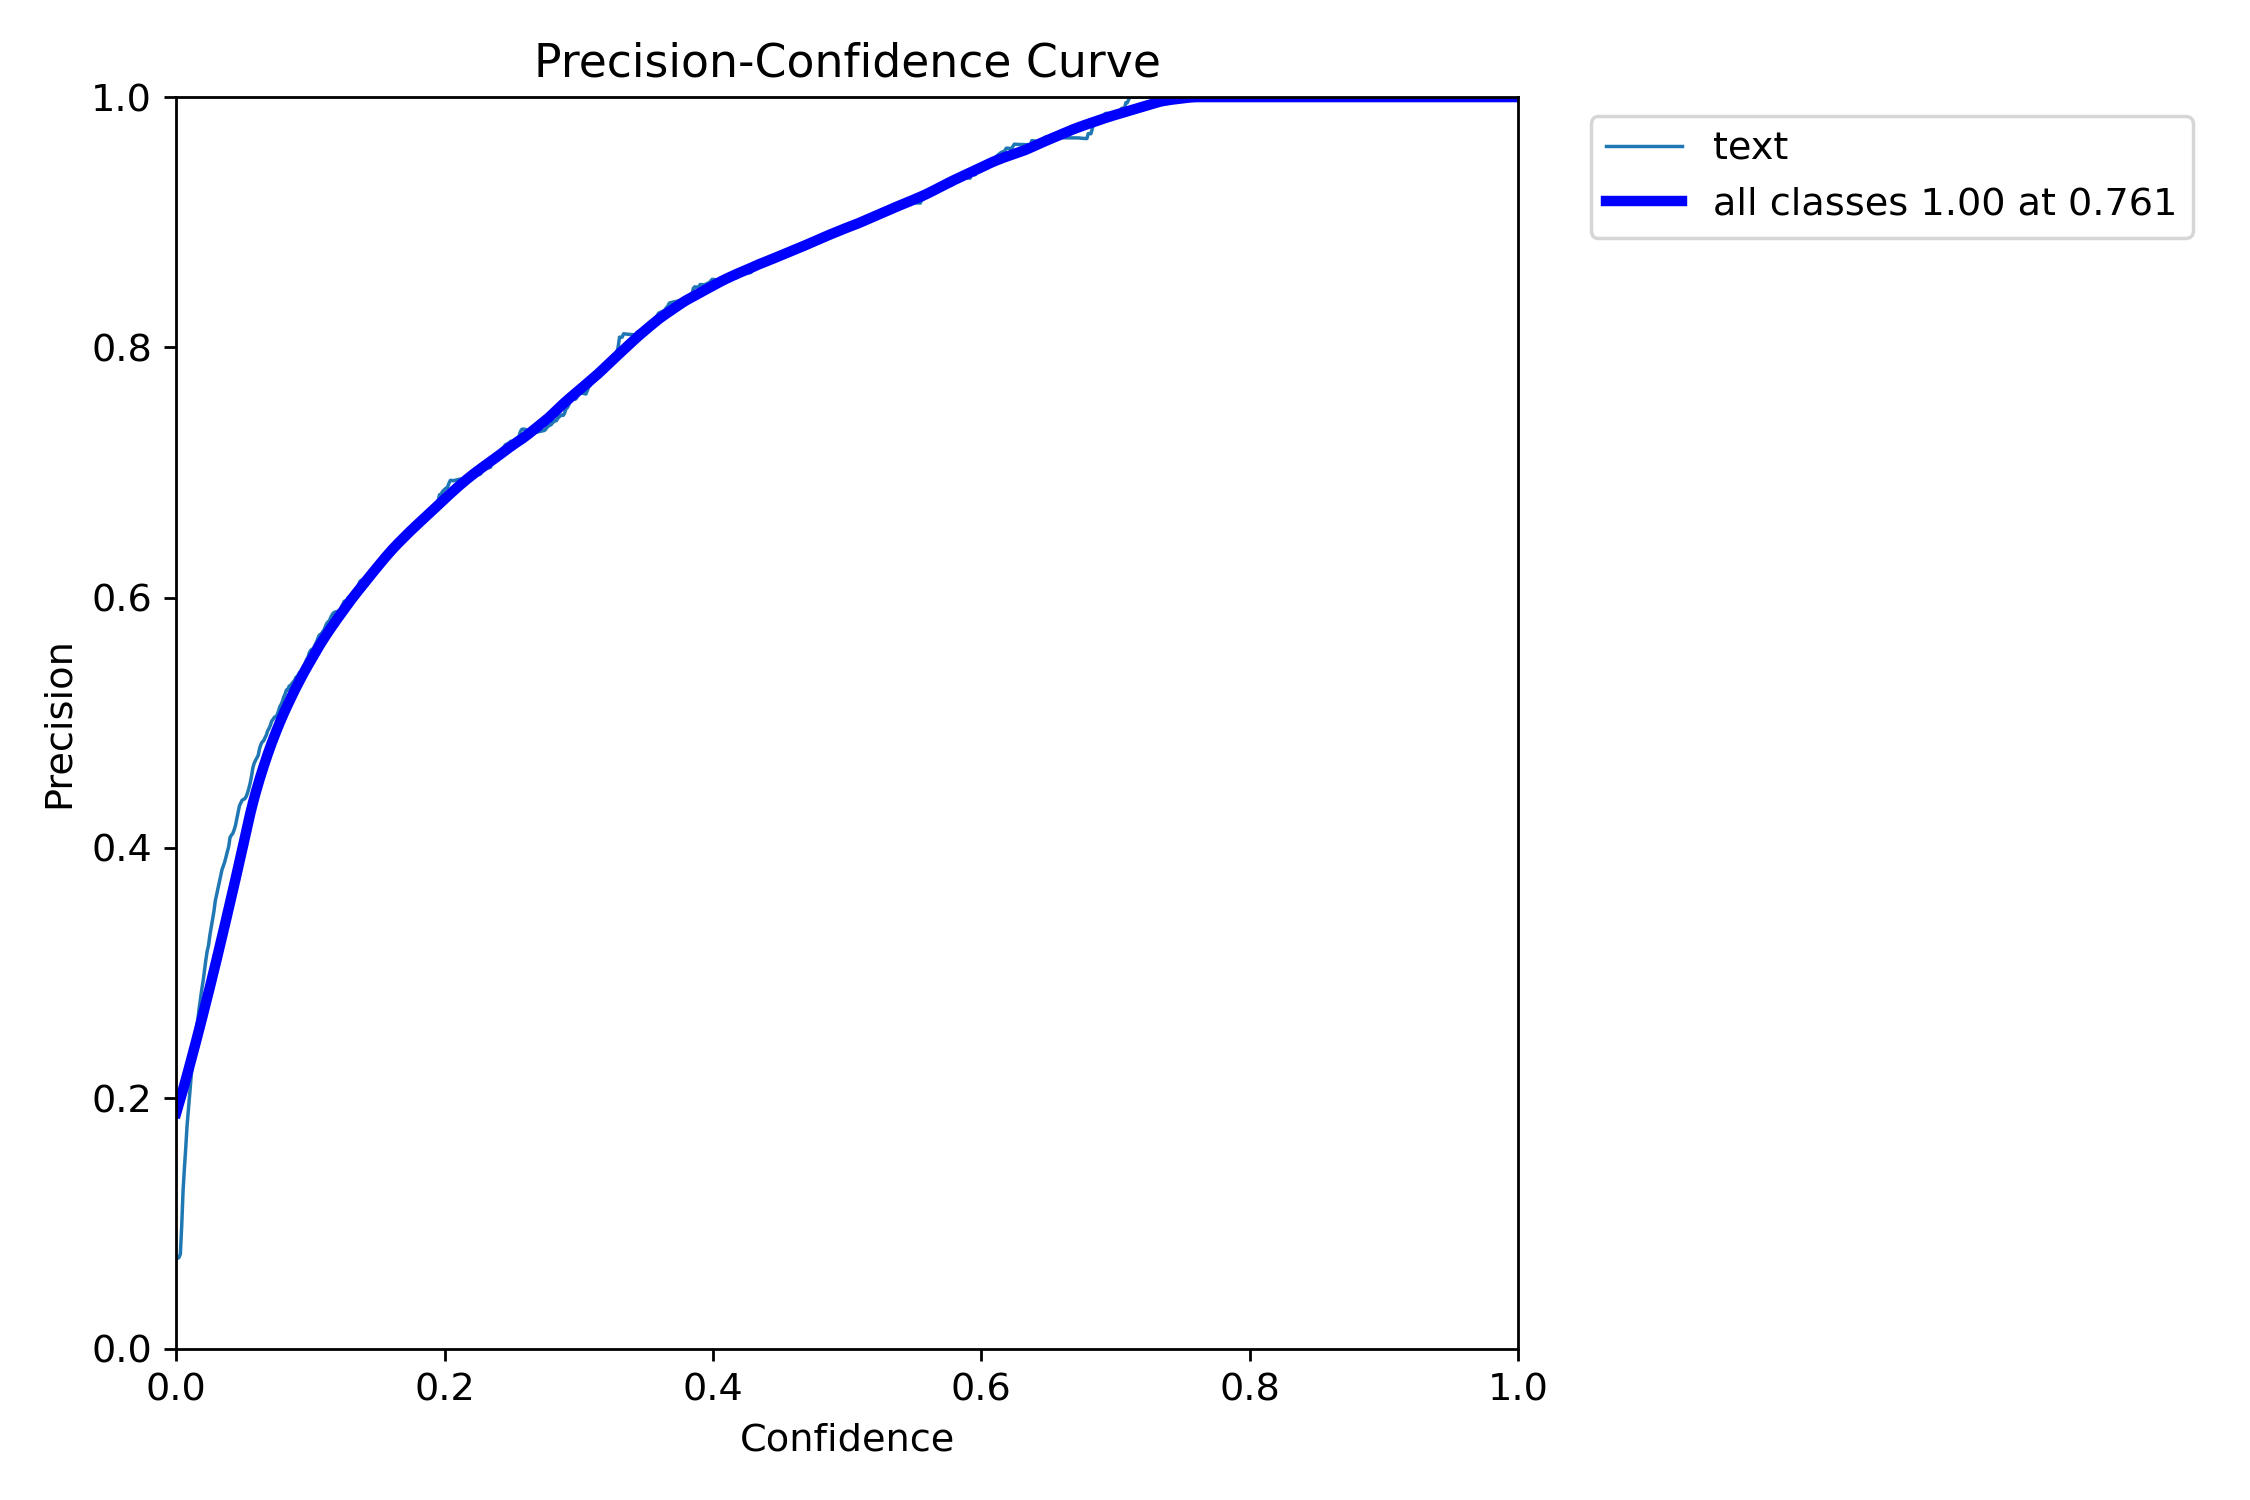 Precision-Confidence Curve
text
all classes 1.00 at 0.761
Precision
1.0
0.8
0.6
0.4
0.2
0.0
0.0 0.2 0.4 0.6 0.8 1.0
Confidence